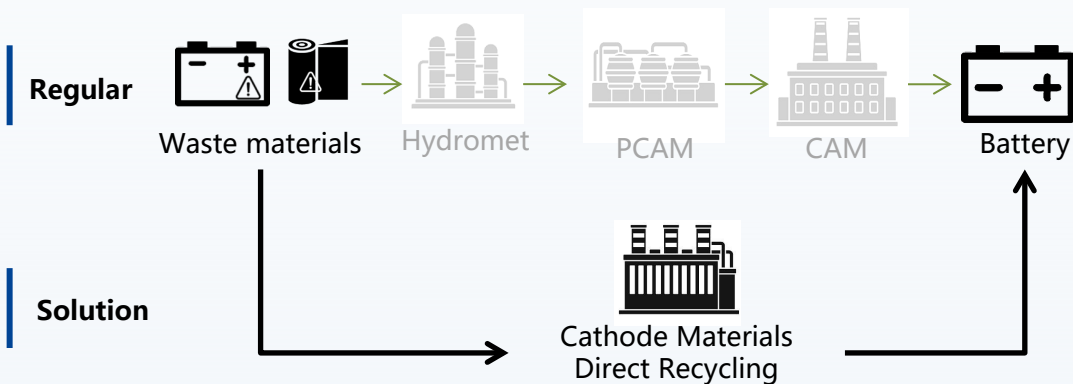 Regular
Waste materials
Hydromet
PCAM
CAM
Battery
Solution
Cathode Materials
Direct Recycling